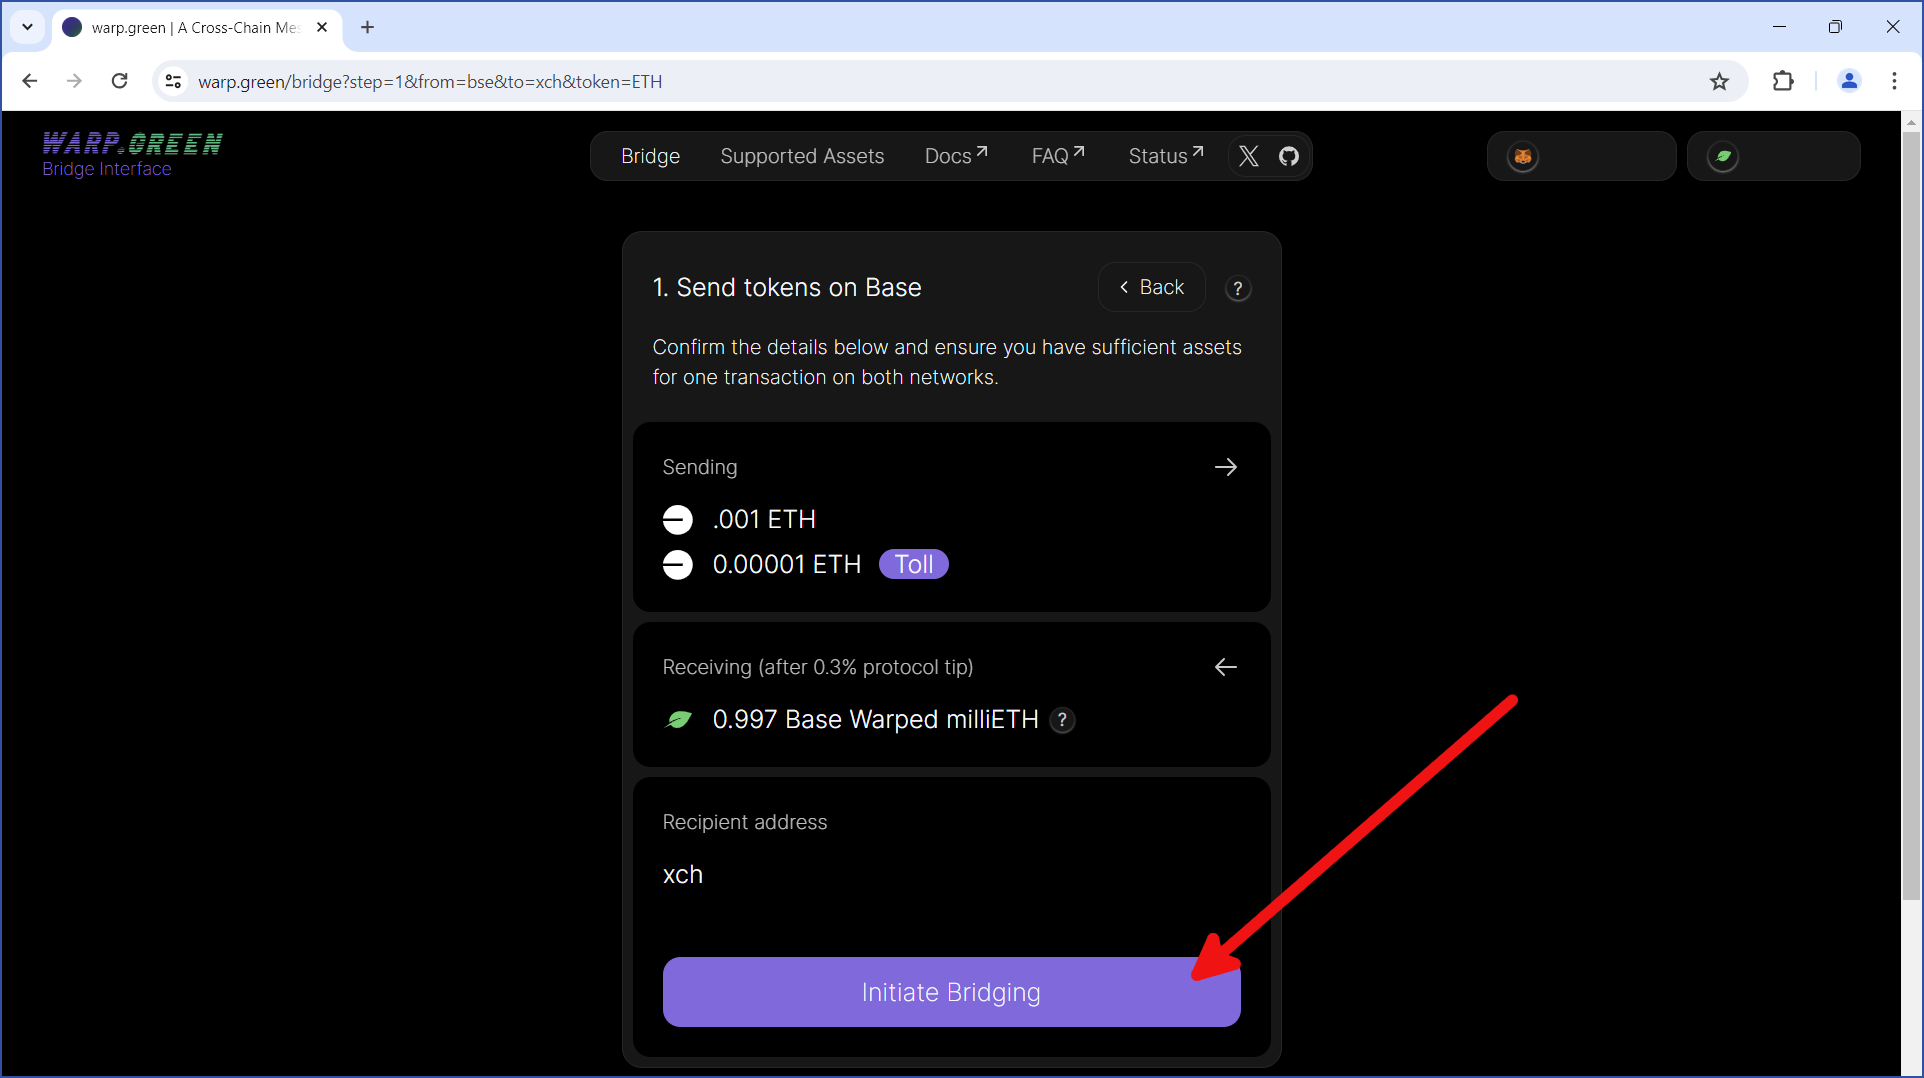 warp.green | A Cross-Chain Mes
warp.green/bridge?step=1&from=bse&to=xch&token=ETH
WARP.GREEN
Bridge Interface
Bridge
Supported Assets
Docs
FAQ
Status
1. Send tokens on Base
Back
?
Confirm the details below and ensure you have sufficient assets
for one transaction on both networks.
Sending
.001 ETH
0.00001 ETH Toll
Receiving (after 0.3% protocol tip)
0.997 Base Warped milliETH ?
Recipient address
xch
Initiate Bridging